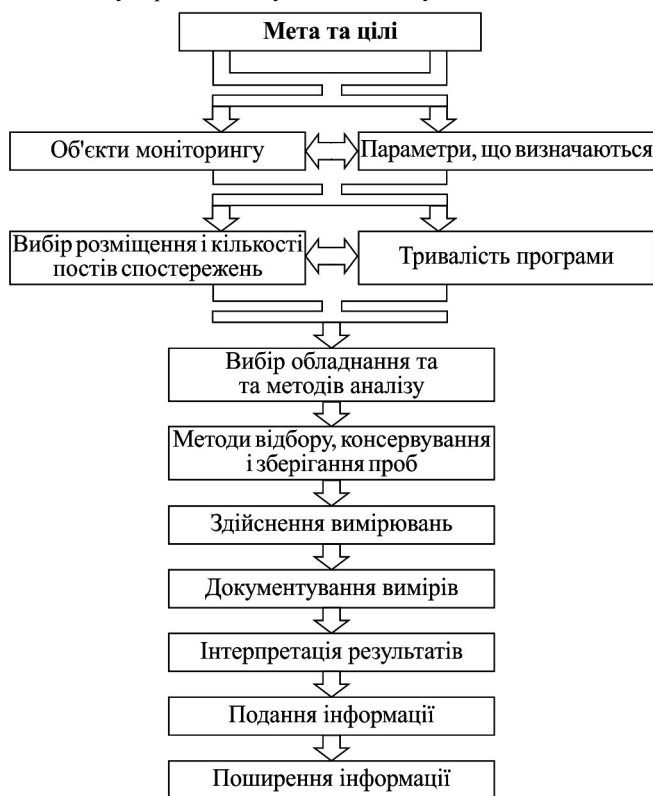 Мета та цілі
Об'єкти моніторингу
Параметри, що визначаються
Вибір розміщення і кількості
постів спостережень
Тривалість програми
Вибір обладнання та
та методів аналізу
Методи відбору, консервування
і зберігання проб
Здійснення вимірювань
Документування вимірів
Інтерпретація результатів
Подання інформації
Поширення інформації